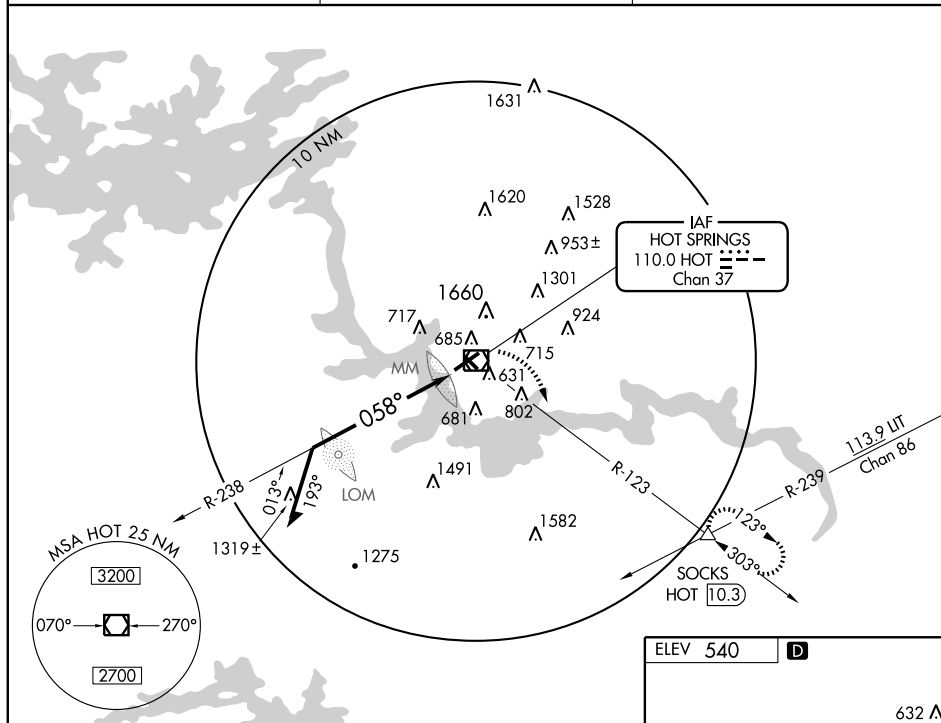 1631
10 NM
1620
1528
953±
IAF
HOT SPRINGS
110.0 HOT
Chan 37
1301
1660
717
924
685
715
MM
631
058°
802
681
113.9 LIT
Chan 86
R-239
R-123
1491
LOM
R-238
013°
193°
123°
303°
1582
1319±
1275
SOCKS
HOT 10.3
MSA HOT 25 NM
3200
070°
270°
2700
ELEV 540
D
632